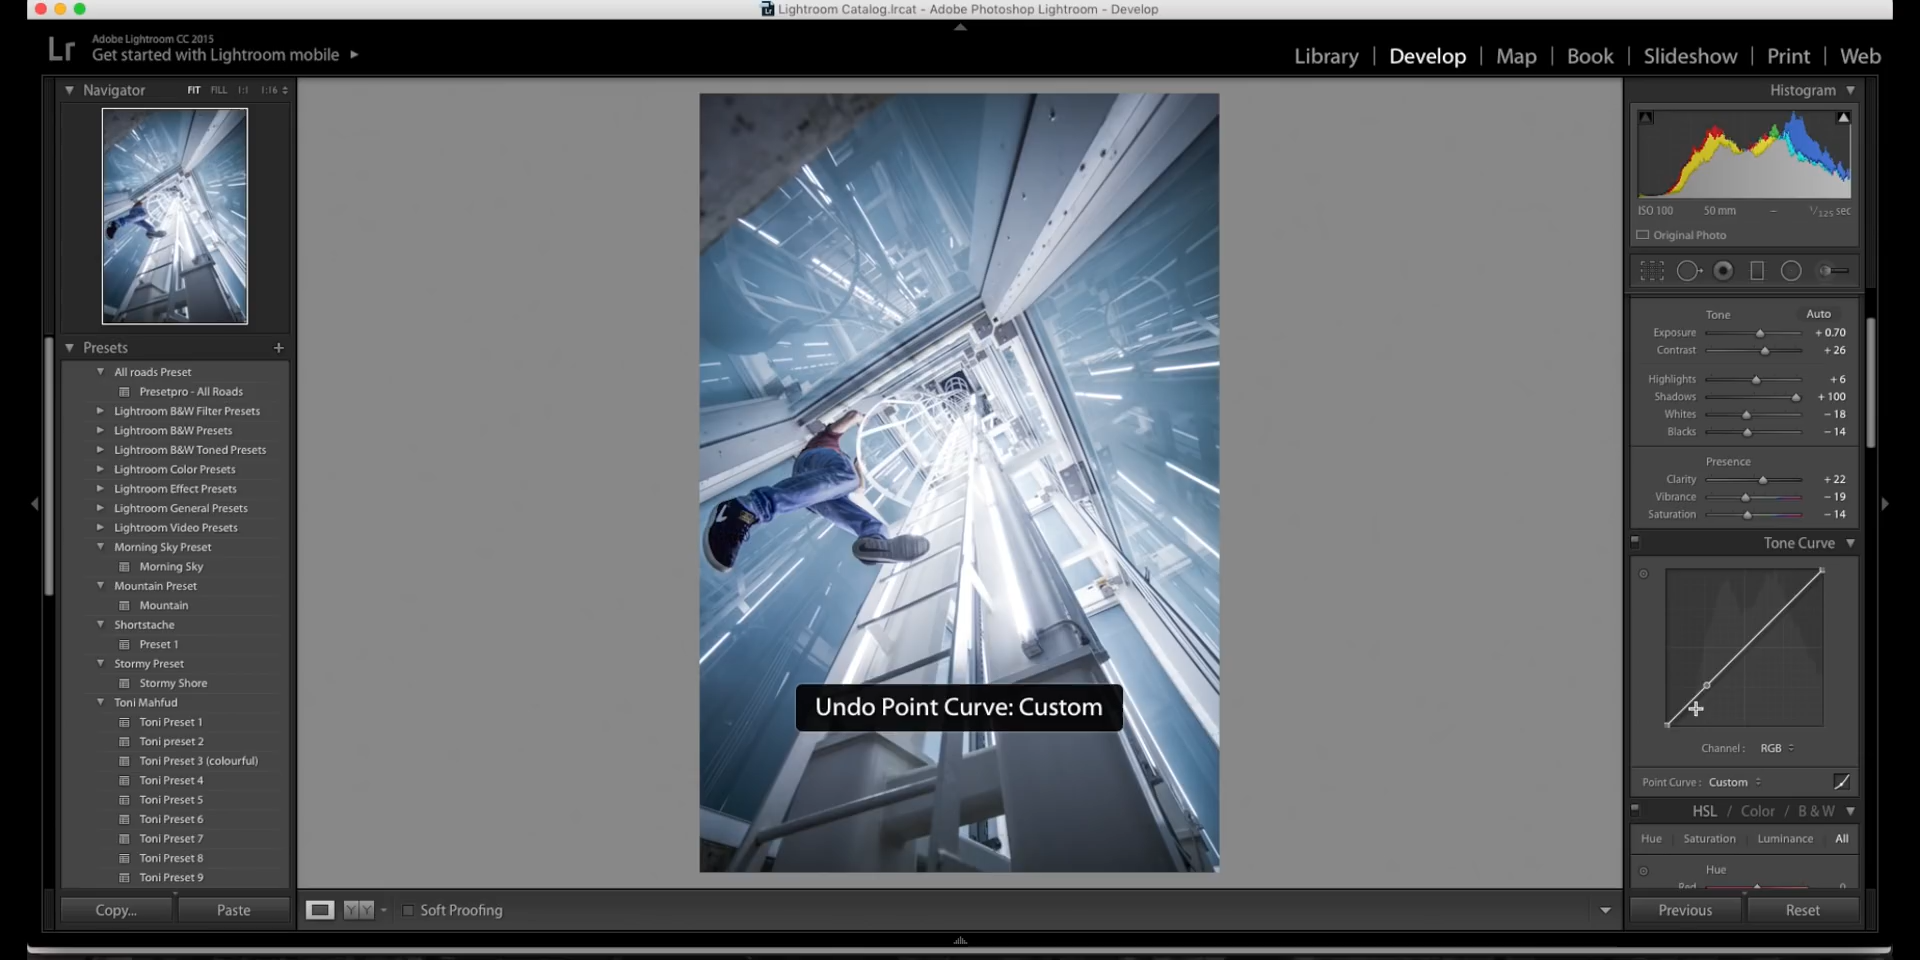 Lightroom Catalog.lrcat - Adobe Photoshop Lightroom - Develop
Lr
Adobe Lightroom CC 2015
Get started with Lightroom mobile
Library | Develop | Map | Book | Slideshow | Print | Web
Navigator FIT FILL 1:1 1:16
Presets +
All roads Preset
Presetpro - All Roads
Lightroom B&W Filter Presets
Lightroom B&W Presets
Lightroom B&W Toned Presets
Lightroom Color Presets
Lightroom Effect Presets
Lightroom General Presets
Lightroom Video Presets
Morning Sky Preset
Morning Sky
Mountain Preset
Mountain
Shortstache
Preset 1
Stormy Preset
Stormy Shore
Toni Mahfud
Toni Preset 1
Toni preset 2
Toni Preset 3 (colourful)
Toni Preset 4
Toni Preset 5
Toni Preset 6
Toni Preset 7
Toni Preset 8
Toni Preset 9
Copy... Paste
Undo Point Curve: Custom
Y Y
Soft Proofing
Histogram
ISO 100 50 mm – 1/125 sec
Original Photo
Tone Auto
Exposure + 0.70
Contrast + 26
Highlights + 6
Shadows + 100
Whites – 18
Blacks – 14
Presence
Clarity + 22
Vibrance – 19
Saturation – 14
Tone Curve
Channel : RGB
Point Curve : Custom
HSL / Color / B & W
Hue Saturation Luminance All
Hue
Red 0
Previous Reset